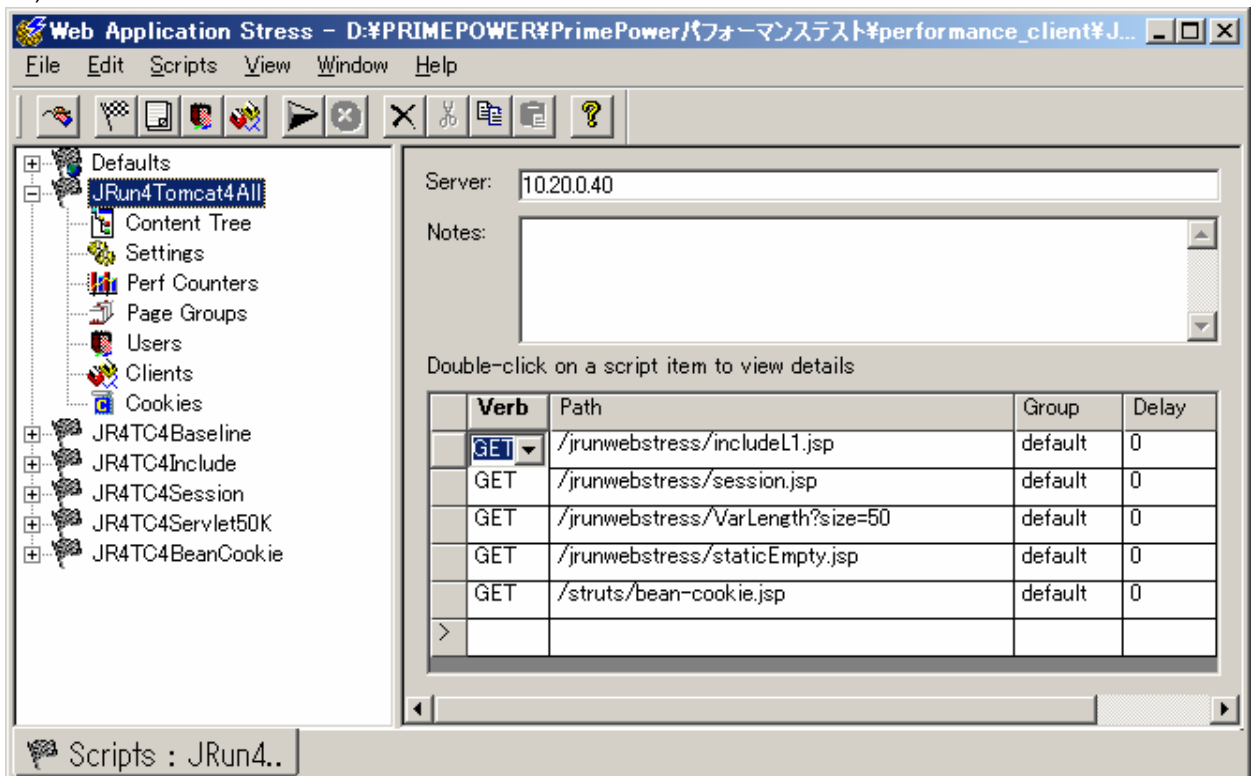 Web Application Stress - D:¥PRIMEPOWER¥PrimePowerパフォーマンステスト¥performance_client¥J...
File Edit Scripts View Window Help
Defaults
JRun4Tomcat4All
Content Tree
Settings
Perf Counters
Page Groups
Users
Clients
Cookies
JR4TC4Baseline
JR4TC4Include
JR4TC4Session
JR4TC4Servlet50K
JR4TC4BeanCookie
Server: 10.20.0.40
Notes:
Double-click on a script item to view details
Verb Path Group Delay
GET /jrunwebstress/includeL1.jsp default 0
GET /jrunwebstress/session.jsp default 0
GET /jrunwebstress/VarLength?size=50 default 0
GET /jrunwebstress/staticEmpty.jsp default 0
GET /struts/bean-cookie.jsp default 0
>
Scripts : JRun4..